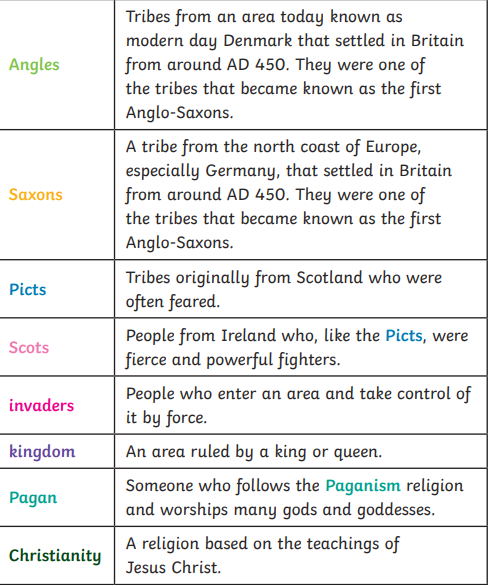 Angles
Tribes from an area today known as
modern day Denmark that settled in Britain
from around AD 450. They were one of
the tribes that became known as the first
Anglo-Saxons.
Saxons
A tribe from the north coast of Europe,
especially Germany, that settled in Britain
from around AD 450. They were one of
the tribes that became known as the first
Anglo-Saxons.
Picts
Tribes originally from Scotland who were
often feared.
Scots
People from Ireland who, like the Picts, were
fierce and powerful fighters.
invaders
People who enter an area and take control of
it by force.
kingdom
An area ruled by a king or queen.
Pagan
Someone who follows the Paganism religion
and worships many gods and goddesses.
Christianity
A religion based on the teachings of
Jesus Christ.